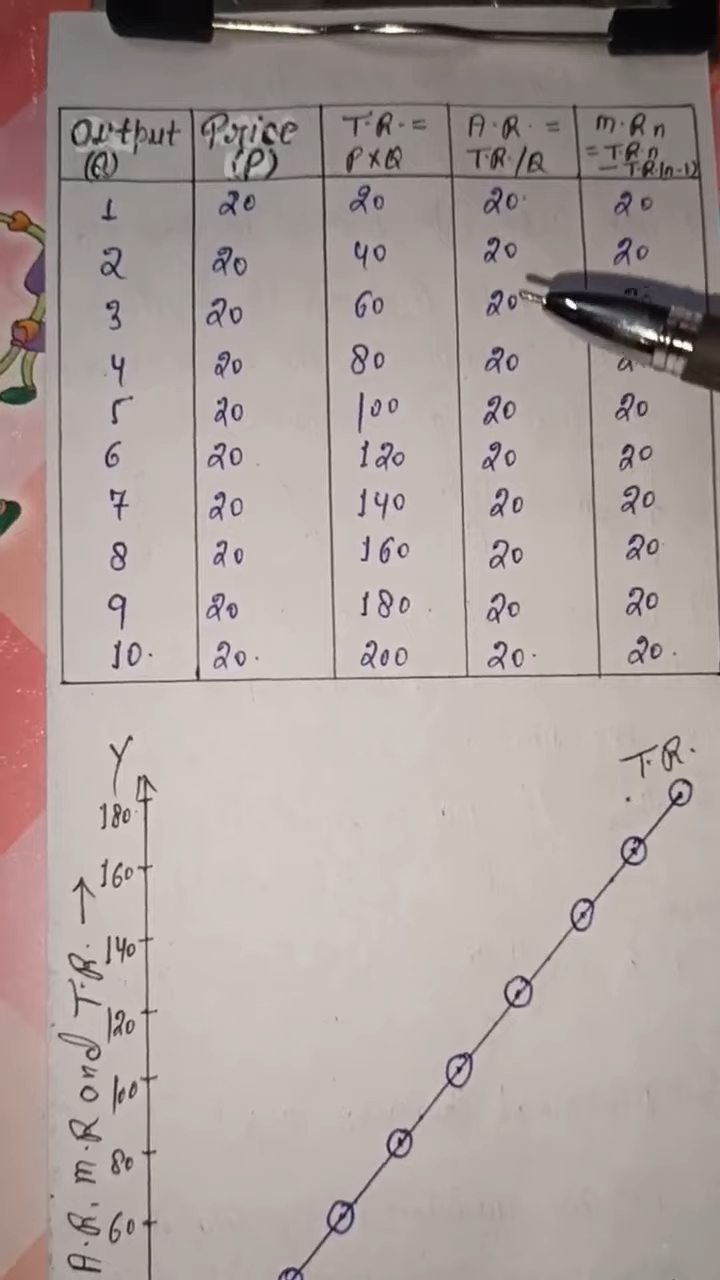 Output (Q) Price (P) T.R. = P×Q A.R. = T.R./Q M.Rn = T.Rn - T.R.(n-1)
1 20 20 20 20
2 20 40 20 20
3 20 60 20
4 20 80 20
5 20 100 20 20
6 20 120 20 20
7 20 140 20 20
8 20 160 20 20
9 20 180 20 20
10. 20. 200 20. 20.
Y
T.R.
180
160
140
120
100
80
60
A.R, M.R and T.R. →